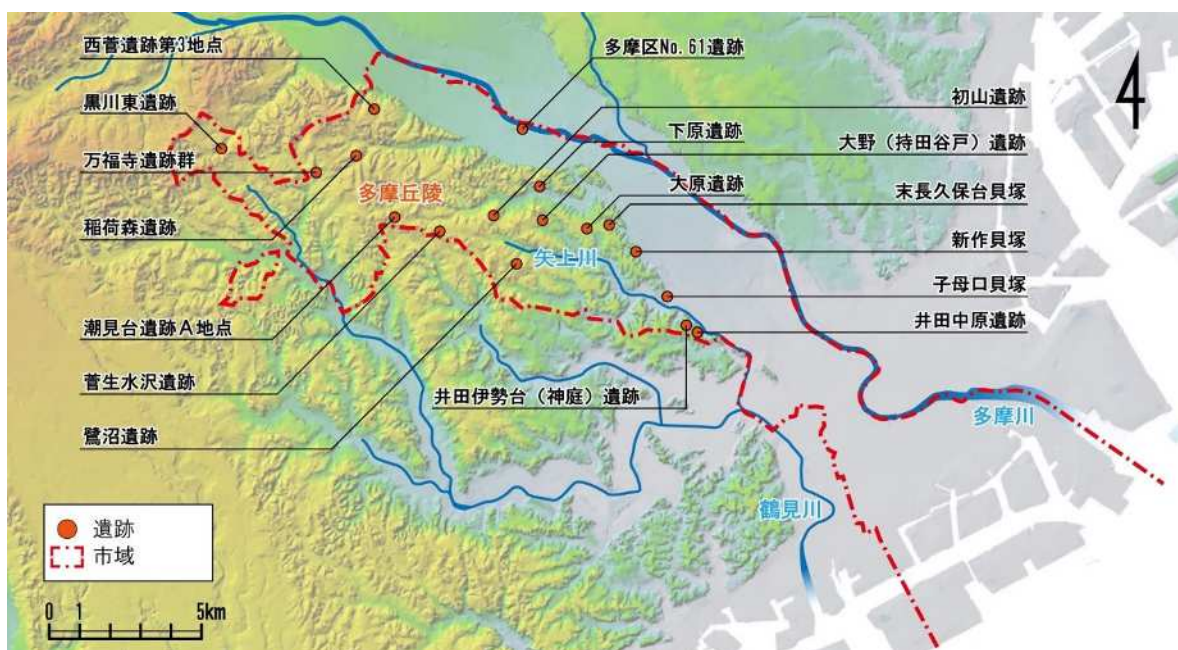 西菅遺跡第3地点
黒川東遺跡
万福寺遺跡群
稲荷森遺跡
潮見台遺跡A地点
菅生水沢遺跡
鷺沼遺跡
多摩区No.61遺跡
初山遺跡
下原遺跡
大野（持田谷戸）遺跡
大原遺跡
末長久保台貝塚
新作貝塚
子母口貝塚
井田中原遺跡
井田伊勢台（神庭）遺跡
多摩丘陵
矢上川
多摩川
鶴見川
遺跡
市域
0 1 5km